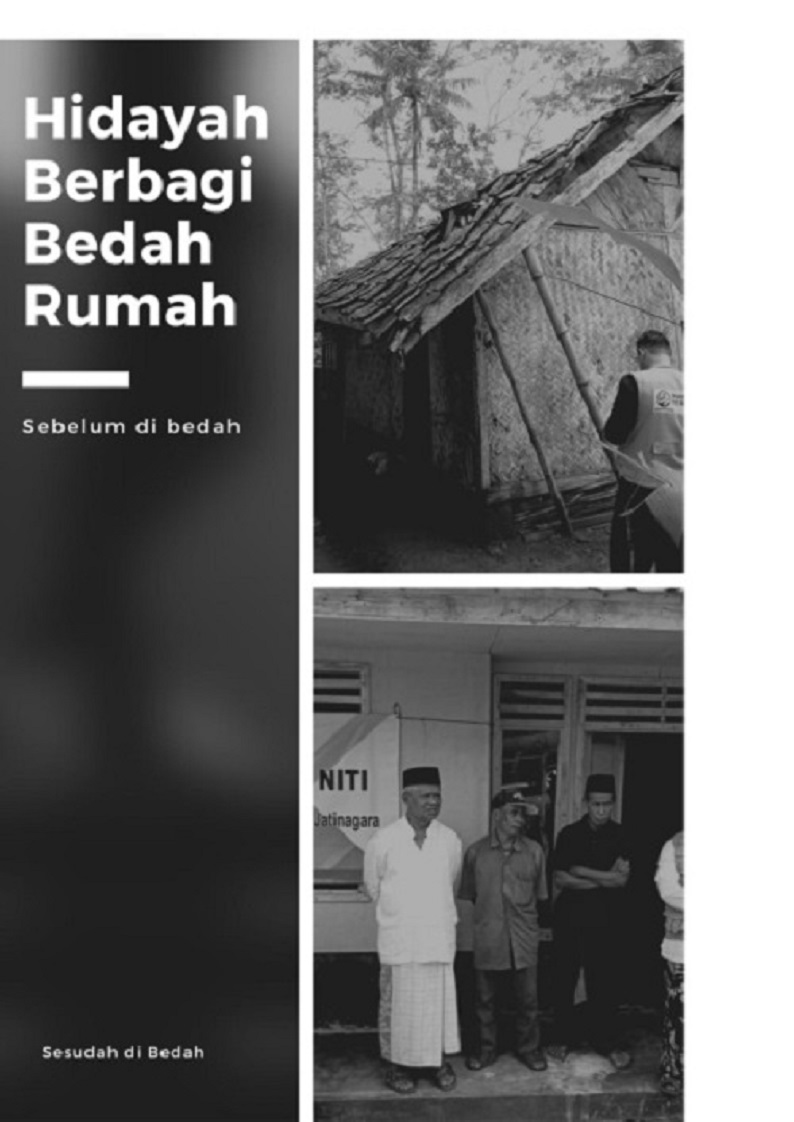 Hidayah
Berbagi
Bedah
Rumah
Sebelum di bedah
NITI
Jatinagara
Sesudah di Bedah